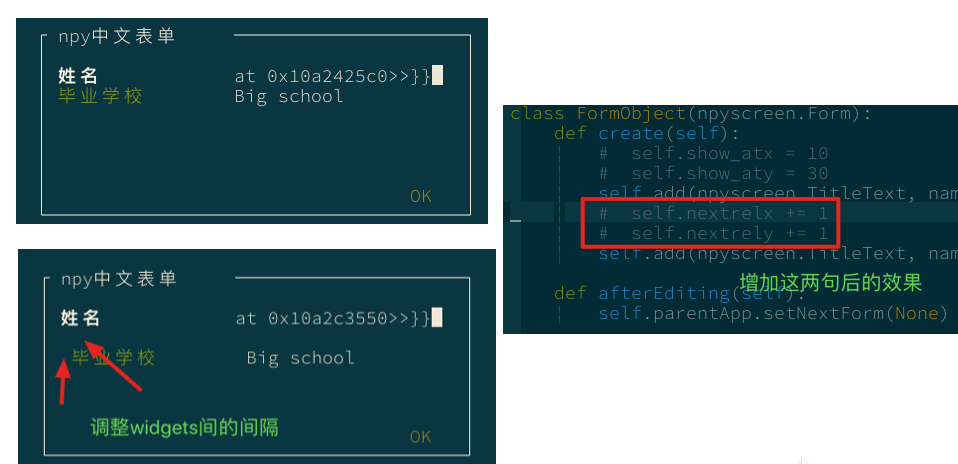 npy中文表单
姓名 at 0x10a2425c0>>}}
毕业学校 Big school
OK
npy中文表单
姓名 at 0x10a2c3550>>}}
毕业学校 Big school
调整widgets间的间隔
OK
class FormObject(npyscreen.Form):
def create(self):
# self.show_atx = 10
# self.show_aty = 30
self.add(npyscreen.TitleText, nam
# self.nextrelx += 1
# self.nextrely += 1
self.add(npyscreen.TitleText, nam
增加这两句后的效果
def afterEditing(self):
self.parentApp.setNextForm(None)